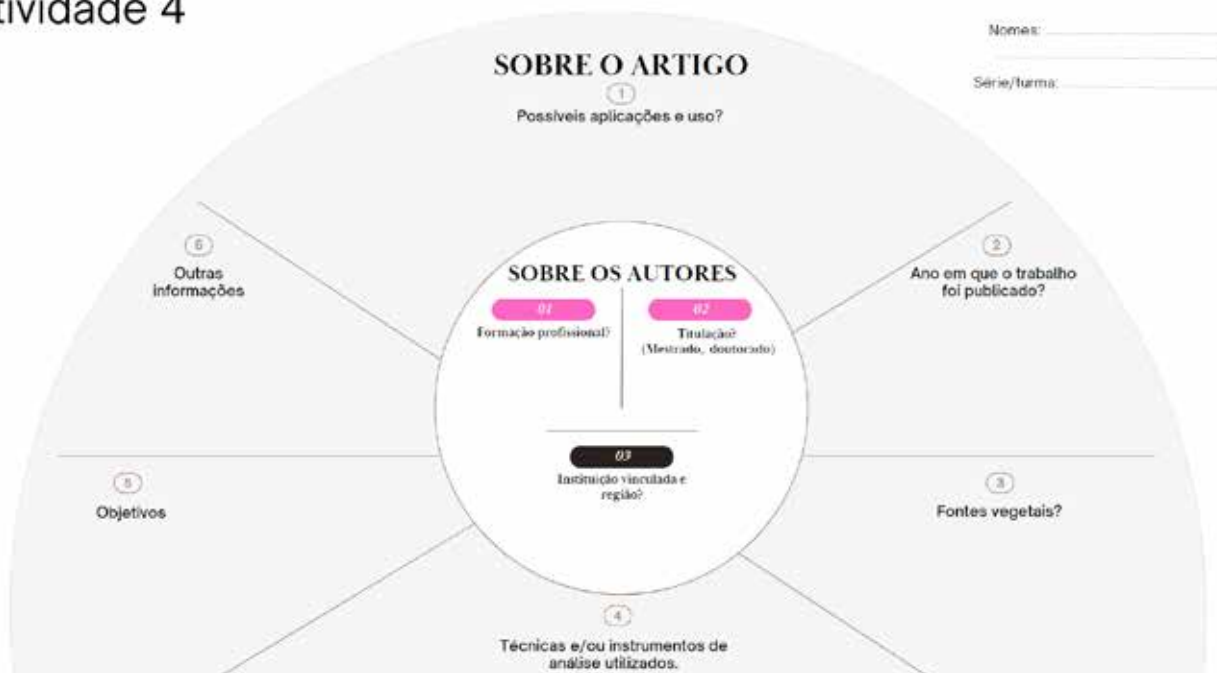 tividade 4
Nomes:
Série/turma:
SOBRE O ARTIGO
1
Possíveis aplicações e uso?
6
Outras
informações
2
Ano em que o trabalho
foi publicado?
SOBRE OS AUTORES
01
Formação profissional?
02
Titulação?
(Mestrado, doutorado)
03
Instituição vinculada e
região?
5
Objetivos
3
Fontes vegetais?
4
Técnicas e/ou instrumentos de
análise utilizados.